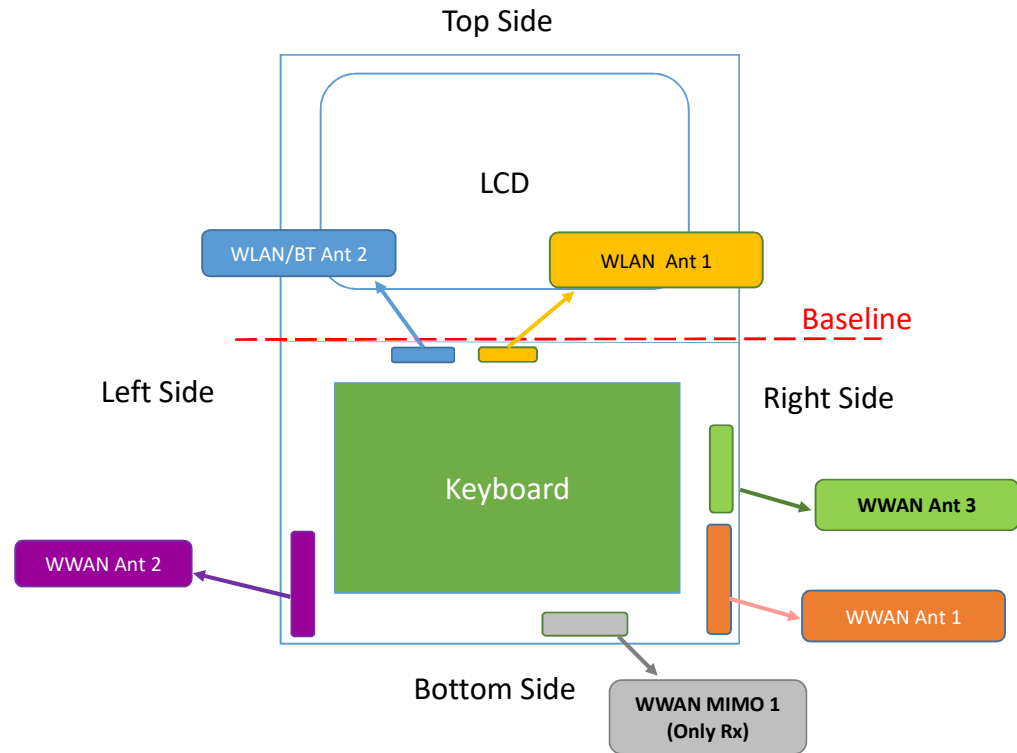 Top Side
LCD
WLAN/BT Ant 2
WLAN Ant 1
Baseline
Left Side
Right Side
Keyboard
WWAN Ant 3
WWAN Ant 2
WWAN Ant 1
Bottom Side
WWAN MIMO 1
(Only Rx)